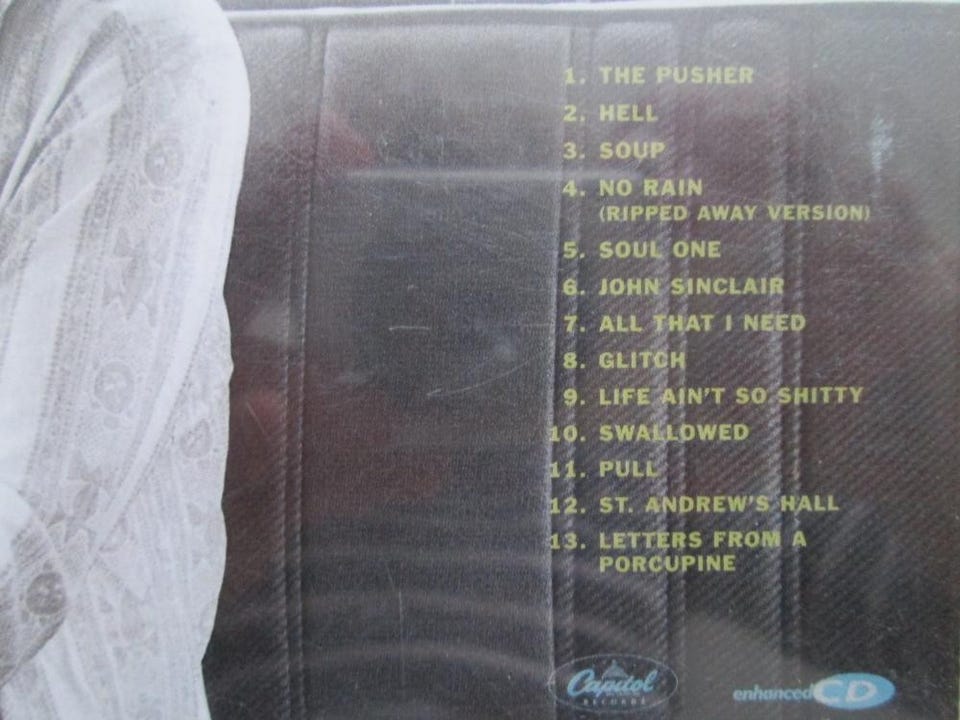 1. THE PUSHER
2. HELL
3. SOUP
4. NO RAIN
(RIPPED AWAY VERSION)
5. SOUL ONE
6. JOHN SINCLAIR
7. ALL THAT I NEED
8. GLITCH
9. LIFE AIN'T SO SHITTY
10. SWALLOWED
11. PULL
12. ST. ANDREW'S HALL
13. LETTERS FROM A
PORCUPINE
Capitol
RECORDS
enhanced CD